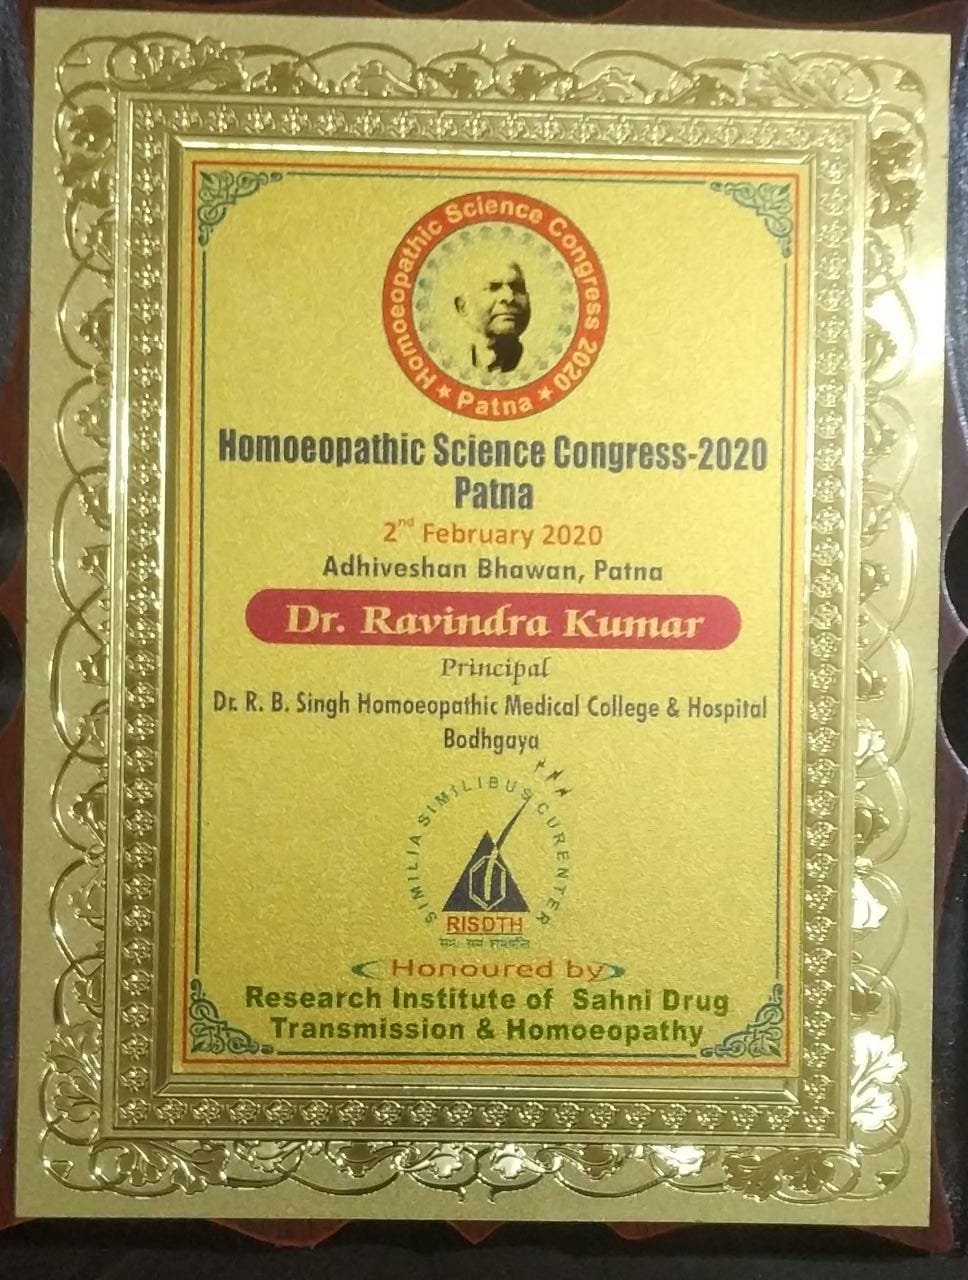 Homoeopathic Science Congress 2020
★ Patna ★
Homoeopathic Science Congress-2020
Patna
2nd February 2020
Adhiveshan Bhawan, Patna
Dr. Ravindra Kumar
Principal
Dr. R. B. Singh Homoeopathic Medical College & Hospital
Bodhgaya
SIMILIA SIMILIBUS CURENTER
RISDTH
Honoured by
Research Institute of Sahni Drug
Transmission & Homoeopathy